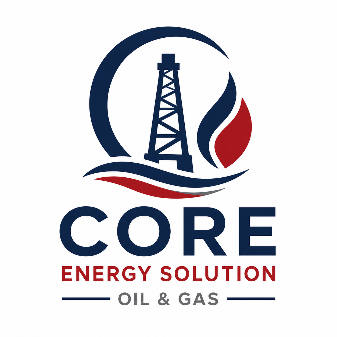 CORE
ENERGY SOLUTION
OIL & GAS